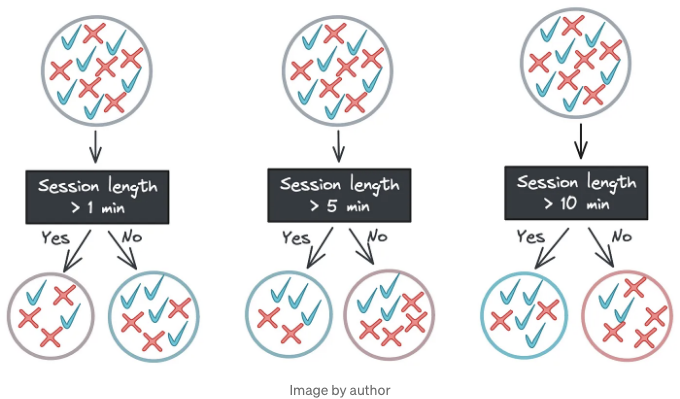 Session length
> 1 min
Yes
No
Session length
> 5 min
Yes
No
Session length
> 10 min
Yes
No
Image by author